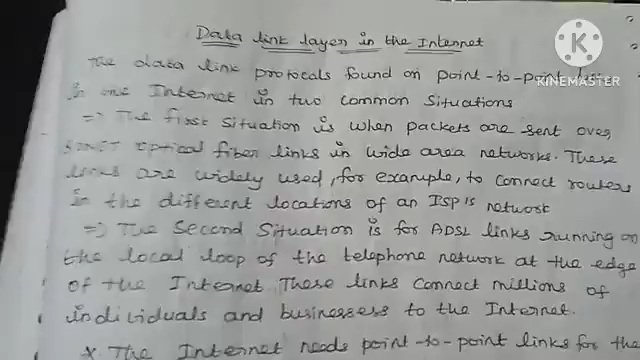 Data link layer in the Internet
The data link protocals found on point-to-point
in one Internet in two common situations
=> The first situation is when packets are sent over
SONET optical fiber links in wide area networks. These
links are widely used, for example, to connect routers
in the different locations of an ISP's network
=> The second situation is for ADSL links running on
the local loop of the telephone network at the edge
of the Internet These links connect millions of
individuals and businessess to the Internet.
* The Internet needs point-to-point links for the
K
KINEMASTER